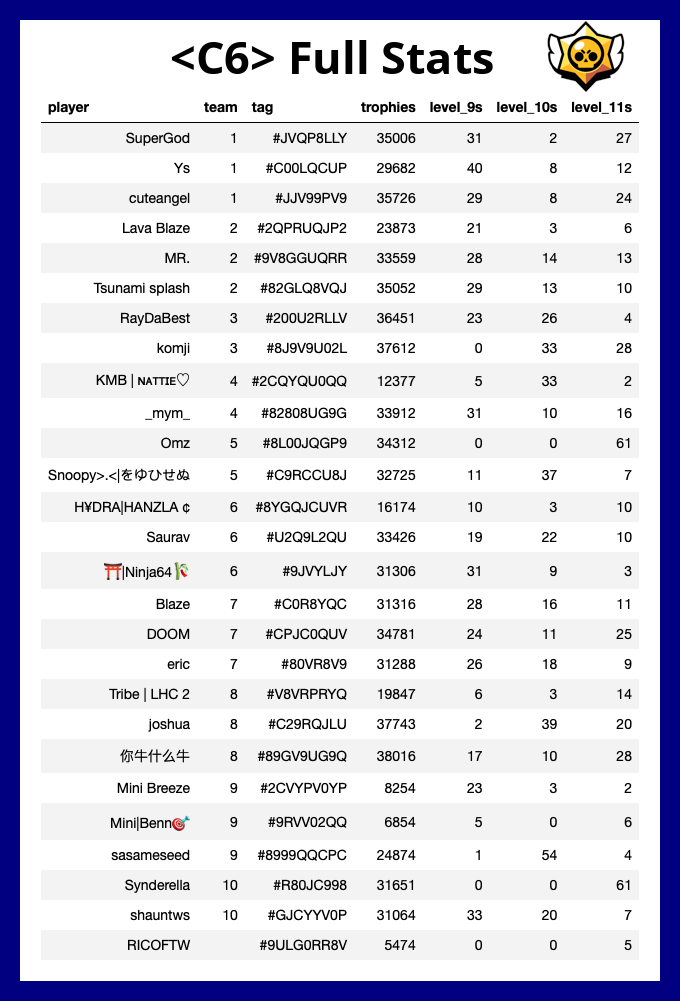 <C6> Full Stats
player team tag trophies level_9s level_10s level_11s
SuperGod 1 #JVQP8LLY 35006 31 2 27
Ys 1 #C00LQCUP 29682 40 8 12
cuteangel 1 #JJV99PV9 35726 29 8 24
Lava Blaze 2 #2QPRUQJP2 23873 21 3 6
MR. 2 #9V8GGUQRR 33559 28 14 13
Tsunami splash 2 #82GLQ8VQJ 35052 29 13 10
RayDaBest 3 #200U2RLLV 36451 23 26 4
komji 3 #8J9V9U02L 37612 0 33 28
KMB | ɴᴀᴛᴛɪᴇ♡ 4 #2CQYQU0QQ 12377 5 33 2
_mym_ 4 #82808UG9G 33912 31 10 16
Omz 5 #8L00JQGP9 34312 0 0 61
Snoopy>.<|をゆひせぬ 5 #C9RCCU8J 32725 11 37 7
H¥DRA|HANZLA ¢ 6 #8YGQJCUVR 16174 10 3 10
Saurav 6 #U2Q9L2QU 33426 19 22 10
⛩️|Ninja64🎋 6 #9JVYLJY 31306 31 9 3
Blaze 7 #C0R8YQC 31316 28 16 11
DOOM 7 #CPJC0QUV 34781 24 11 25
eric 7 #80VR8V9 31288 26 18 9
Tribe | LHC 2 8 #V8VRPRYQ 19847 6 3 14
joshua 8 #C29RQJLU 37743 2 39 20
你牛什么牛 8 #89GV9UG9Q 38016 17 10 28
Mini Breeze 9 #2CVYPV0YP 8254 23 3 2
Mini|Benn🎯 9 #9RVV02QQ 6854 5 0 6
sasameseed 9 #8999QQCPC 24874 1 54 4
Synderella 10 #R80JC998 31651 0 0 61
shauntws 10 #GJCYYV0P 31064 33 20 7
RICOFTW #9ULG0RR8V 5474 0 0 5